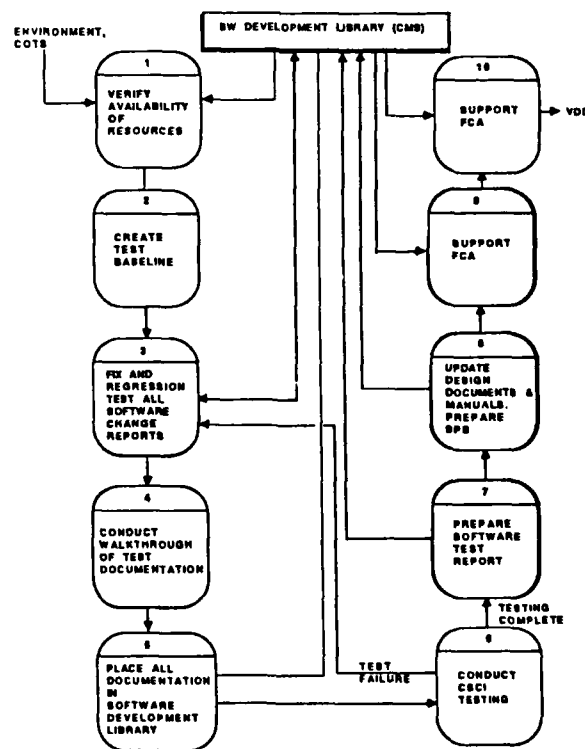 SW DEVELOPMENT LIBRARY (CMS)
ENVIRONMENT,
COTS
1
VERIFY
AVAILABILITY
OF
RESOURCES
2
CREATE
TEST
BASELINE
3
FIX AND
REGRESSION
TEST ALL
SOFTWARE
CHANGE
REPORTS
4
CONDUCT
WALKTHROUGH
OF TEST
DOCUMENTATION
5
PLACE ALL
DOCUMENTATION
IN
SOFTWARE
DEVELOPMENT
LIBRARY
TEST
FAILURE
6
CONDUCT
CSCI
TESTING
TESTING
COMPLETE
7
PREPARE
SOFTWARE
TEST
REPORT
8
UPDATE
DESIGN
DOCUMENTS &
MANUALS,
PREPARE
SPS
9
SUPPORT
FCA
10
SUPPORT
FCA
VDD